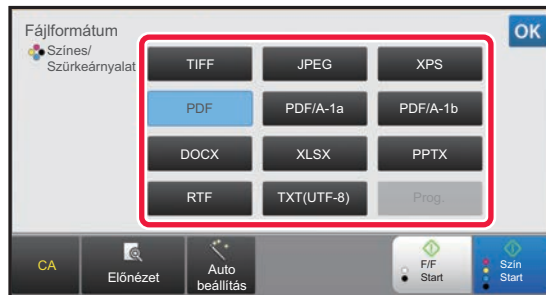 Fájlformátum
OK
Színes/
Szürkeárnyalat
TIFF
JPEG
XPS
PDF
PDF/A-1a
PDF/A-1b
DOCX
XLSX
PPTX
RTF
TXT(UTF-8)
Prog.
CA
Előnézet
Auto
beállítás
F/F
Start
Szín
Start